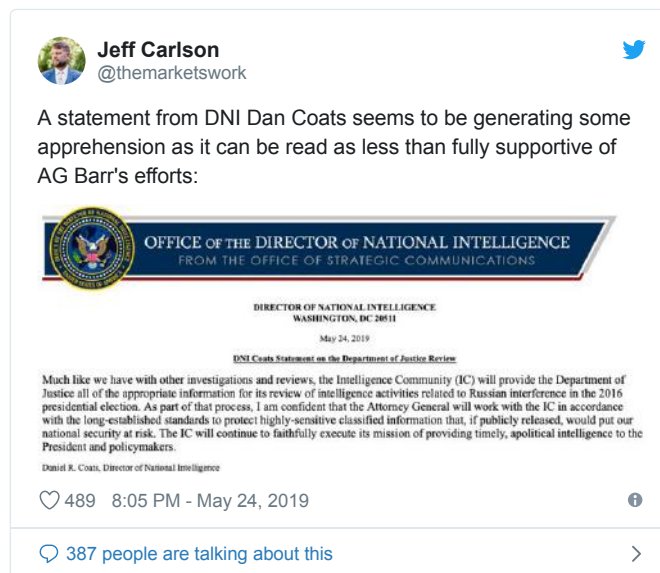 Jeff Carlson
@themarketswork
A statement from DNI Dan Coats seems to be generating some
apprehension as it can be read as less than fully supportive of
AG Barr's efforts:
OFFICE OF THE DIRECTOR OF NATIONAL INTELLIGENCE
FROM THE OFFICE OF STRATEGIC COMMUNICATIONS
DIRECTOR OF NATIONAL INTELLIGENCE
WASHINGTON, DC 20511
May 24, 2019
DNI Coats Statement on the Department of Justice Review
Much like we have with other investigations and reviews, the Intelligence Community (IC) will provide the Department of
Justice all of the appropriate information for its review of intelligence activities related to Russian interference in the 2016
presidential election. As part of that process, I am confident that the Attorney General will work with the IC in accordance
with the long-established standards to protect highly-sensitive classified information that, if publicly released, would put our
national security at risk. The IC will continue to faithfully execute its mission of providing timely, apolitical intelligence to the
President and policymakers.
Daniel R. Coats, Director of National Intelligence
489 8:05 PM - May 24, 2019
387 people are talking about this